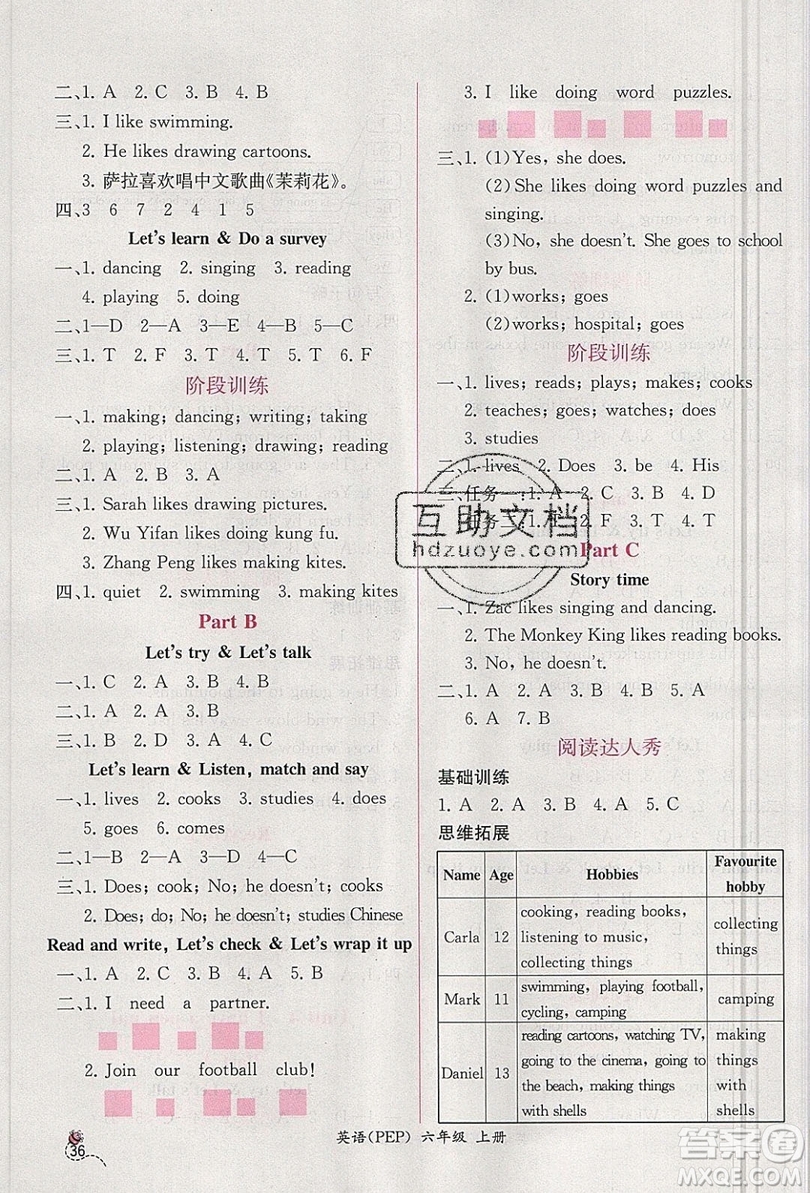 二、1. A 2. C 3. B 4. B
三、1. I like swimming.
2. He likes drawing cartoons.
3. 萨拉喜欢唱中文歌曲《茉莉花》。
四、3 6 7 2 4 1 5
Let's learn & Do a survey
一、1. dancing 2. singing 3. reading
4. playing 5. doing
二、1—D 2—A 3—E 4—B 5—C
三、1. T 2. F 3. T 4. T 5. T 6. F
阶段训练
一、1. making; dancing; writing; taking
2. playing; listening; drawing; reading
二、1. A 2. B 3. A
三、1. Sarah likes drawing pictures.
2. Wu Yifan likes doing kung fu.
3. Zhang Peng likes making kites.
四、1. quiet 2. swimming 3. making kites
Part B
Let's try & Let's talk
一、1. C 2. A 3. B
二、1. A 2. A 3. B
三、1. C 2. B 3. A 4. C
Let's learn & Listen, match and say
一、1. lives 2. cooks 3. studies 4. does
5. goes 6. comes
二、1—B 2—D 3—A 4—C
三、1. Does; cook; No; he doesn't; cooks
2. Does; do; No; he doesn't; studies Chinese
Read and write, Let's check & Let's wrap it up
一、1. A 2. C 3. C 4. A
二、1. I need a partner.
2. Join our football club!
36
3. I like doing word puzzles.
三、1. (1)Yes, she does.
(2)She likes doing word puzzles and
singing.
(3)No, she doesn't. She goes to school
by bus.
2. (1)works; goes
(2)works; hospital; goes
阶段训练
一、1. lives; reads; plays; makes; cooks
2. teaches; goes; watches; does
3. studies
二、1. lives 2. Does 3. be 4. His
三、任务一:1. A 2. C 3. B 4. D
任务二:1. T 2. F 3. T 4. T
Part C
Story time
一、1. Zac likes singing and dancing.
2. The Monkey King likes reading books.
3. No, he doesn't.
二、1. A 2. B 3. B 4. B 5. A
6. A 7. B
阅读达人秀
基础训练
1. A 2. A 3. B 4. A 5. C
思维拓展
Name Age Hobbies Favourite hobby
Carla 12 cooking, reading books, listening to music, collecting things collecting things
Mark 11 swimming, playing football, cycling, camping camping
Daniel 13 reading cartoons, watching TV, going to the cinema, going to the beach, making things with shells making things with shells
英语(PEP) 六年级 上册
互助文档
hdzuoye.com
答案圈
MXQE.COM